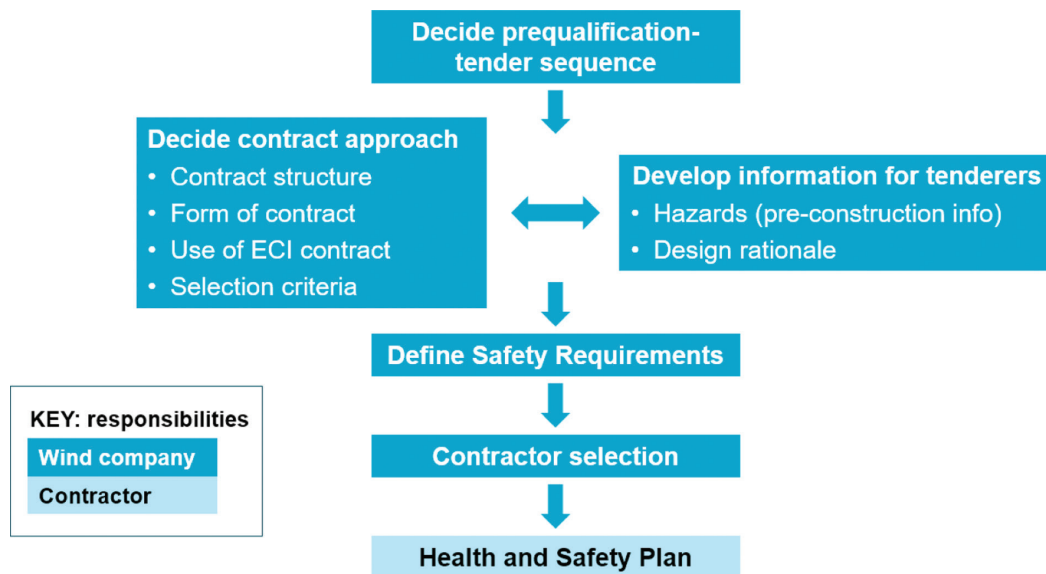 Decide prequalification-
tender sequence
Decide contract approach
• Contract structure
• Form of contract
• Use of ECI contract
• Selection criteria
Develop information for tenderers
• Hazards (pre-construction info)
• Design rationale
Define Safety Requirements
Contractor selection
Health and Safety Plan
KEY: responsibilities
Wind company
Contractor